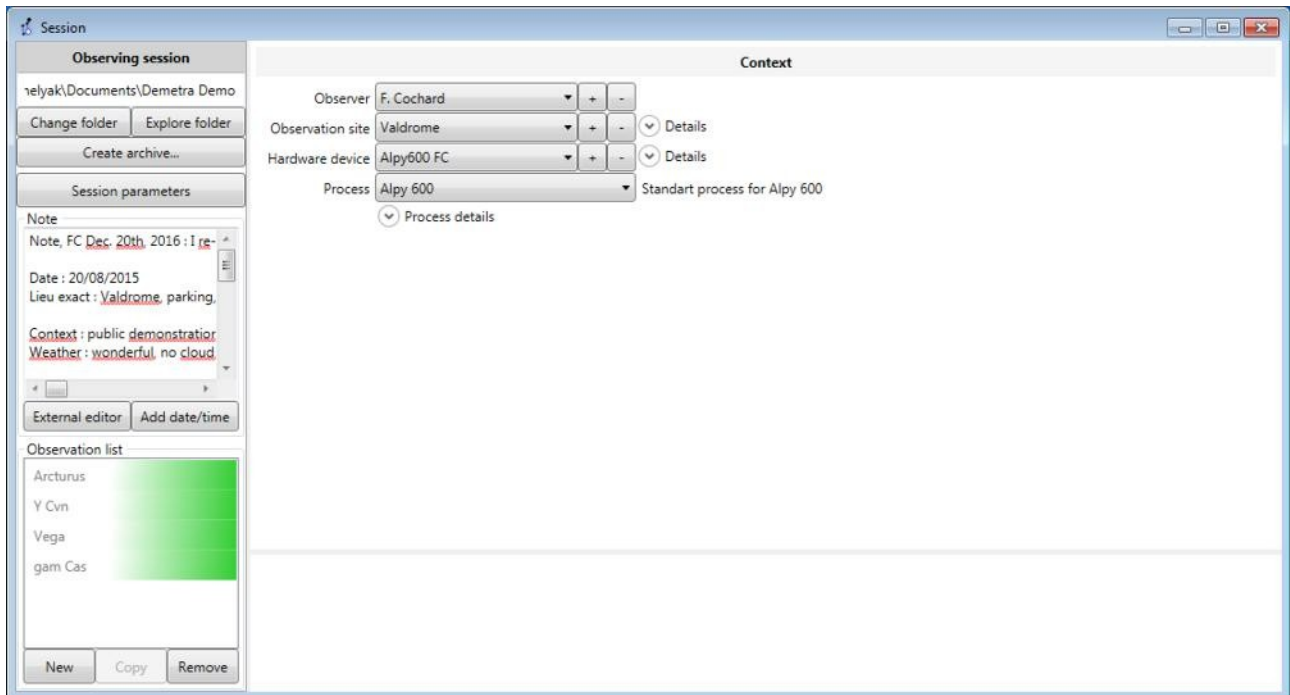 Session
Observing session
nelyak\Documents\Demetra Demo
Change folder Explore folder
Create archive...
Session parameters
Note
Note, FC Dec. 20th, 2016 : I re-
Date : 20/08/2015
Lieu exact : Valdrome, parking,
Context : public demonstration
Weather : wonderful, no cloud
External editor Add date/time
Observation list
Arcturus
Y Cvn
Vega
gam Cas
New Copy Remove
Context
Observer F. Cochard + -
Observation site Valdrome + - Details
Hardware device Alpy600 FC + - Details
Process Alpy 600 Standart process for Alpy 600
Process details